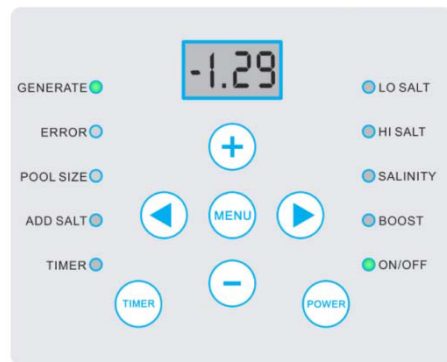 -1.29
GENERATE
ERROR
POOL SIZE
ADD SALT
TIMER
LO SALT
HI SALT
SALINITY
BOOST
ON/OFF
+
MENU
−
TIMER
POWER